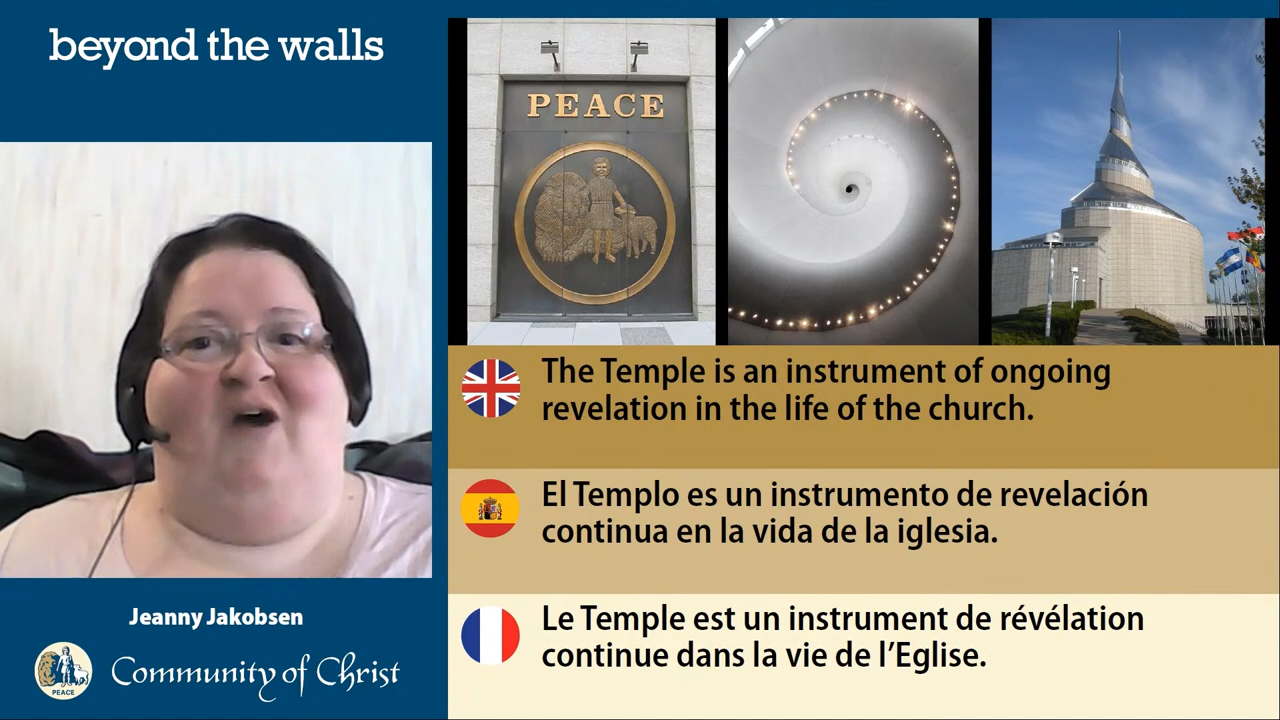 beyond the walls
PEACE
The Temple is an instrument of ongoing
revelation in the life of the church.
El Templo es un instrumento de revelación
continua en la vida de la iglesia.
Le Temple est un instrument de révélation
continue dans la vie de l’Eglise.
Jeanny Jakobsen
PEACE
Community of Christ